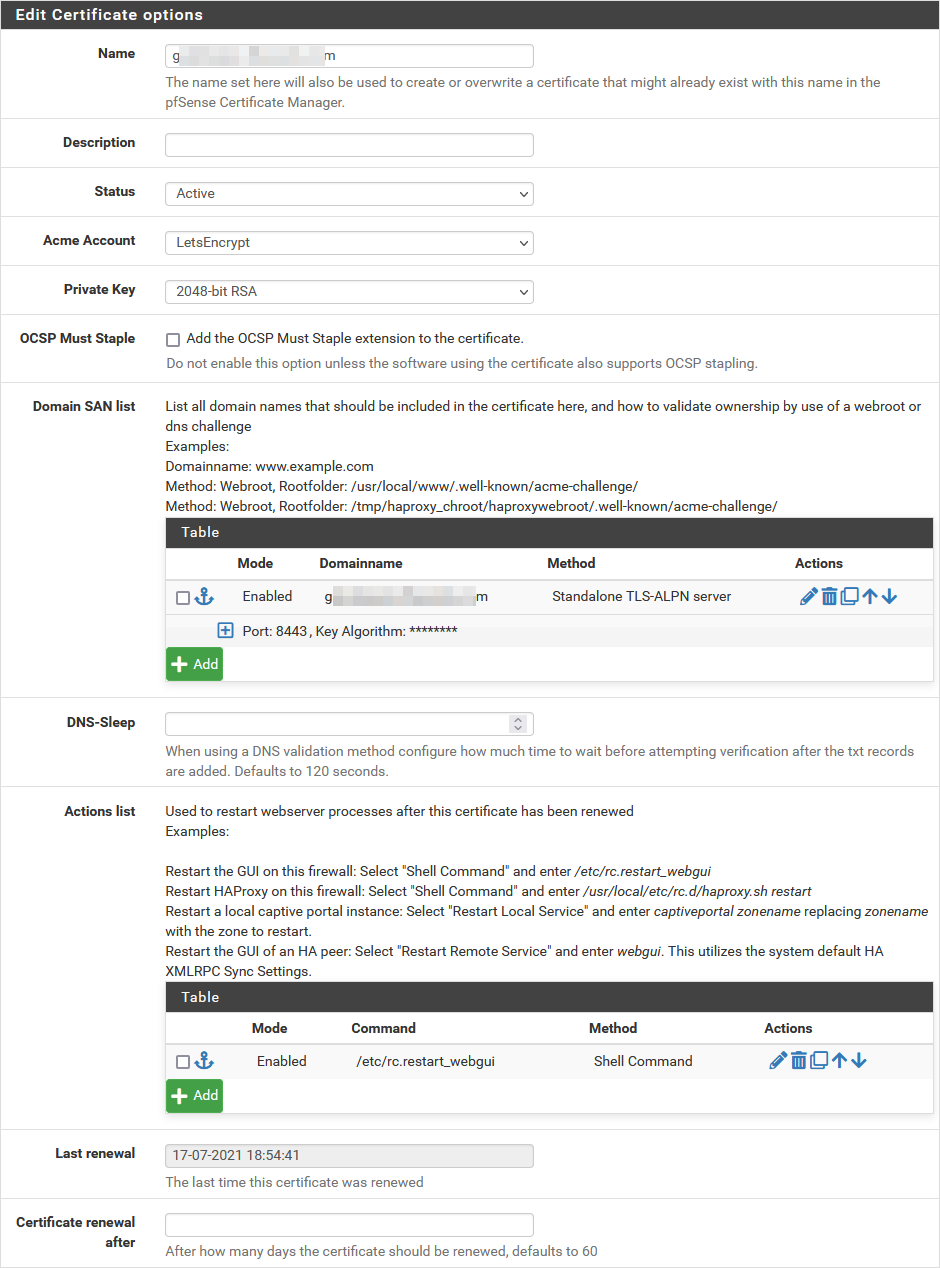 Edit Certificate options
Name
The name set here will also be used to create or overwrite a certificate that might already exist with this name in the
pfSense Certificate Manager.
Description
Status
Active
Acme Account
LetsEncrypt
Private Key
2048-bit RSA
OCSP Must Staple
Add the OCSP Must Staple extension to the certificate.
Do not enable this option unless the software using the certificate also supports OCSP stapling.
Domain SAN list
List all domain names that should be included in the certificate here, and how to validate ownership by use of a webroot or
dns challenge
Examples:
Domainname: www.example.com
Method: Webroot, Rootfolder: /usr/local/www/.well-known/acme-challenge/
Method: Webroot, Rootfolder: /tmp/haproxy_chroot/haproxywebroot/.well-known/acme-challenge/
Table
Mode Domainname Method Actions
Enabled Standalone TLS-ALPN server
Port: 8443 , Key Algorithm: ********
Add
DNS-Sleep
When using a DNS validation method configure how much time to wait before attempting verification after the txt records
are added. Defaults to 120 seconds.
Actions list
Used to restart webserver processes after this certificate has been renewed
Examples:
Restart the GUI on this firewall: Select "Shell Command" and enter /etc/rc.restart_webgui
Restart HAProxy on this firewall: Select "Shell Command" and enter /usr/local/etc/rc.d/haproxy.sh restart
Restart a local captive portal instance: Select "Restart Local Service" and enter captiveportal zonename replacing zonename
with the zone to restart.
Restart the GUI of an HA peer: Select "Restart Remote Service" and enter webgui. This utilizes the system default HA
XMLRPC Sync Settings.
Table
Mode Command Method Actions
Enabled /etc/rc.restart_webgui Shell Command
Add
Last renewal
17-07-2021 18:54:41
The last time this certificate was renewed
Certificate renewal
after
After how many days the certificate should be renewed, defaults to 60